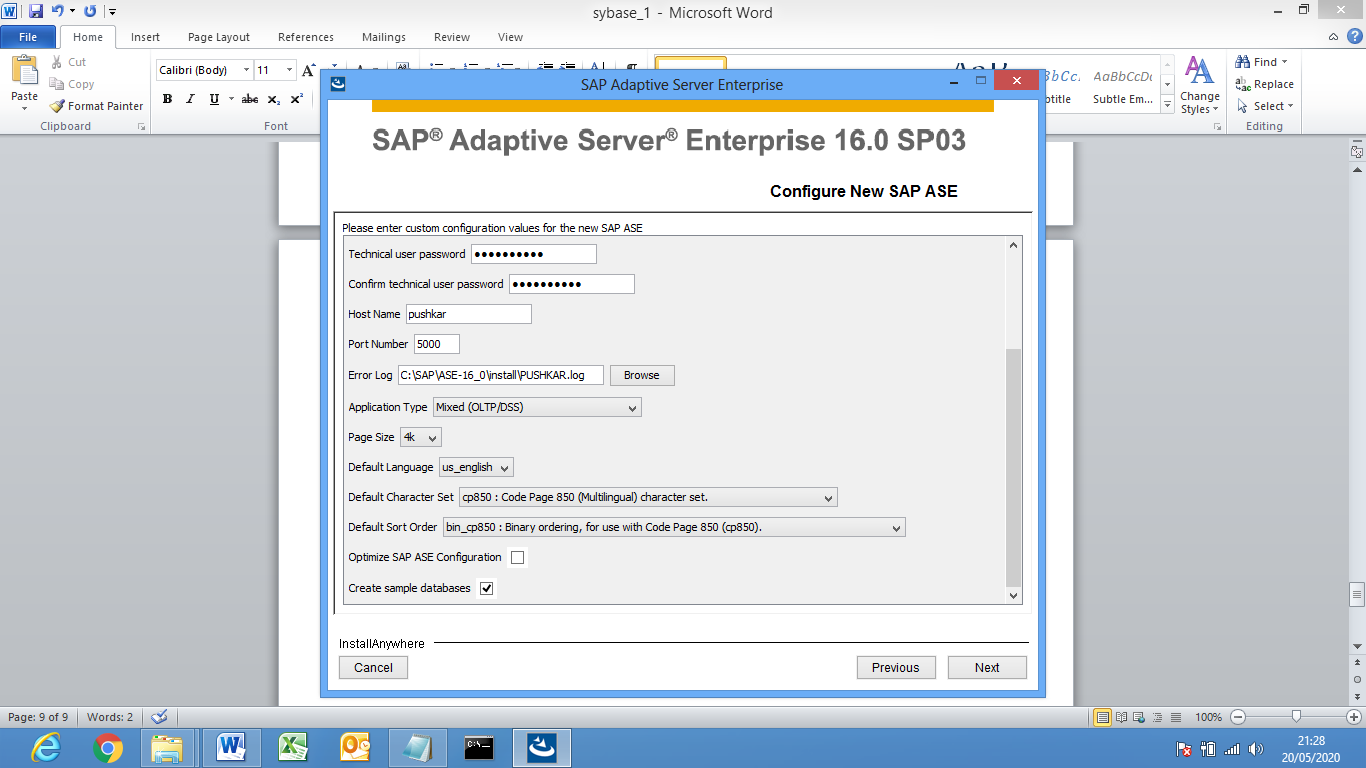 sybase_1 - Microsoft Word
File Home Insert Page Layout References Mailings Review View
Paste
Cut
Copy
Format Painter
Clipboard
Calibri (Body) 11
B I U abc x₂ x²
Font
AaBbCcDc
Subtle Em...
Change Styles
Find
Replace
Select
Editing
SAP Adaptive Server Enterprise
SAP® Adaptive Server® Enterprise 16.0 SP03
Configure New SAP ASE
Please enter custom configuration values for the new SAP ASE
Technical user password ●●●●●●●●●●
Confirm technical user password ●●●●●●●●●●
Host Name pushkar
Port Number 5000
Error Log C:\SAP\ASE-16_0\install\PUSHKAR.log Browse
Application Type Mixed (OLTP/DSS)
Page Size 4k
Default Language us_english
Default Character Set cp850 : Code Page 850 (Multilingual) character set.
Default Sort Order bin_cp850 : Binary ordering, for use with Code Page 850 (cp850).
Optimize SAP ASE Configuration
Create sample databases
InstallAnywhere
Cancel Previous Next
Page: 9 of 9 Words: 2 100%
21:28
20/05/2020